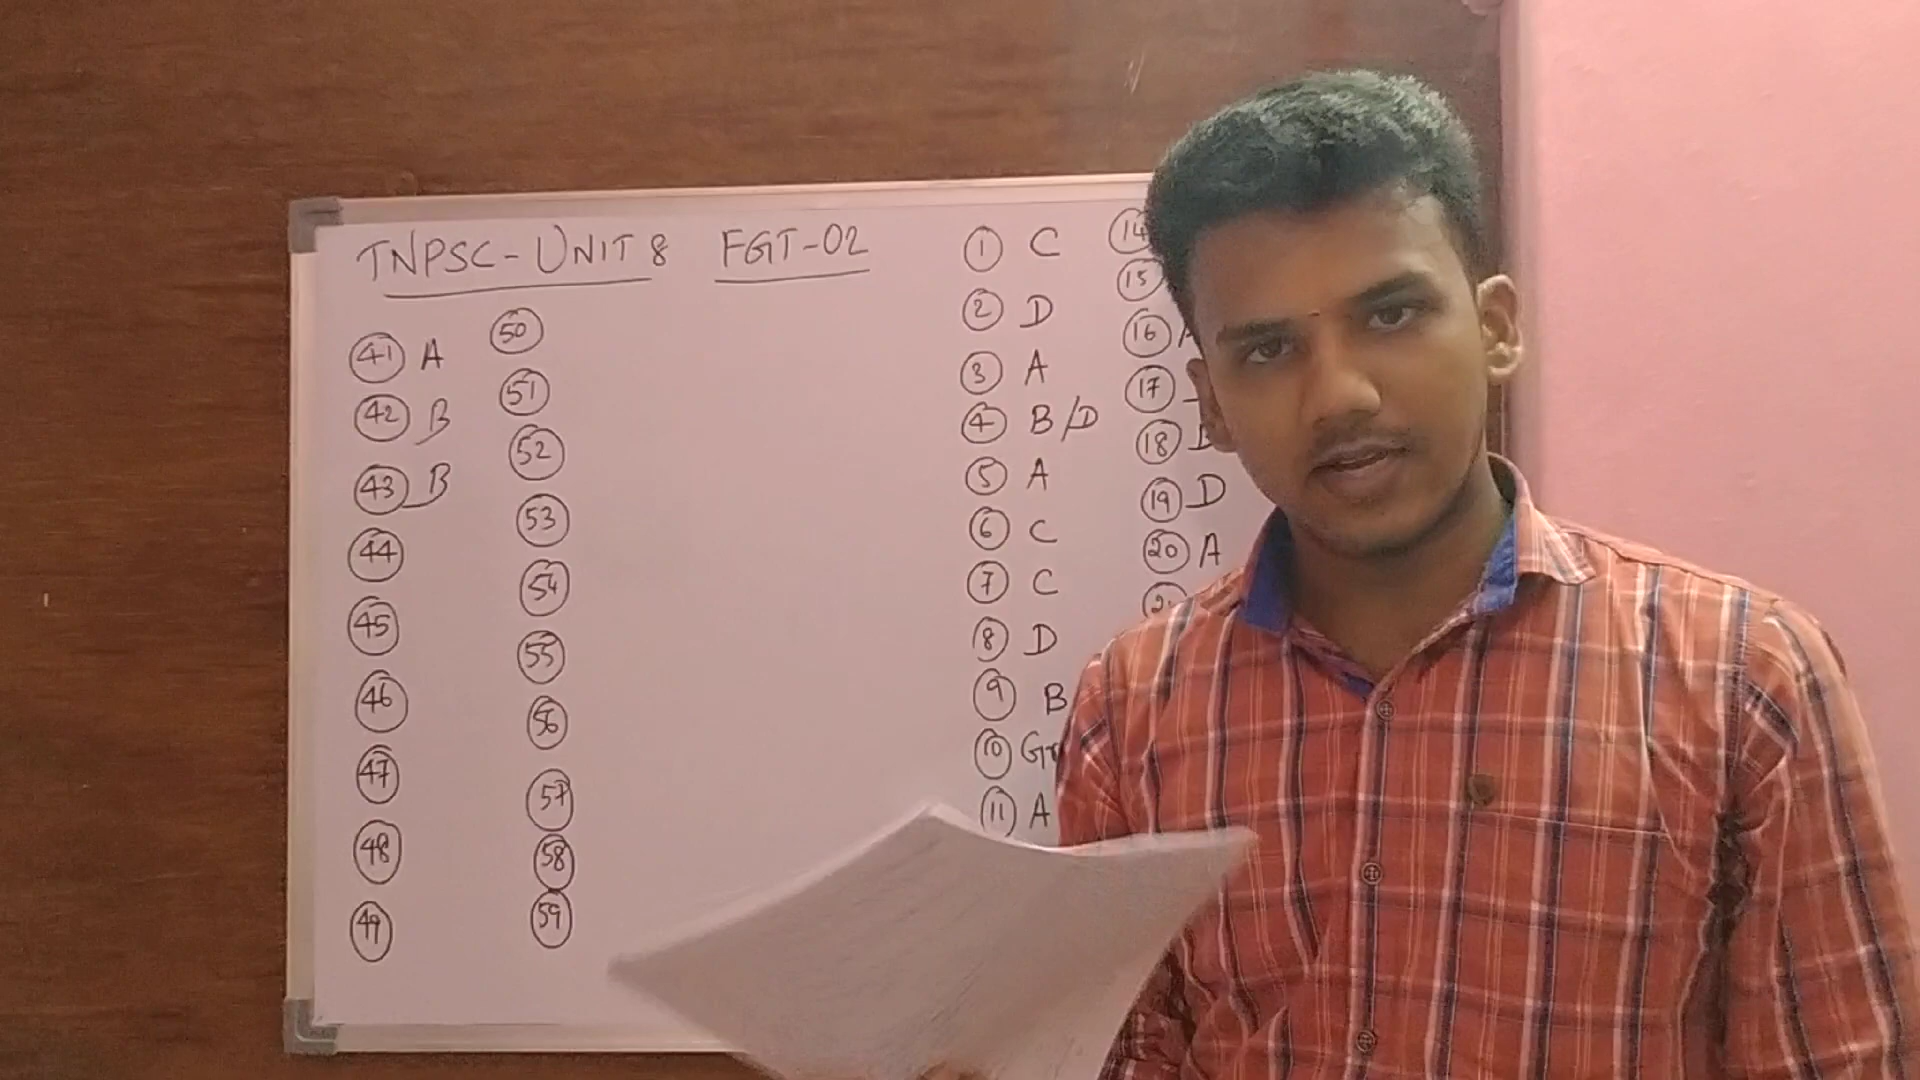 TNPSC-UNIT 8 FGT-02
41 A
42 B
43 B
44
45
46
47
48
49
50
51
52
53
54
55
56
57
58
59
1 C
2 D
3 A
4 B/D
5 A
6 C
7 C
8 D
9 B
10
11 A
14
15
16
17
18
19 D
20 A